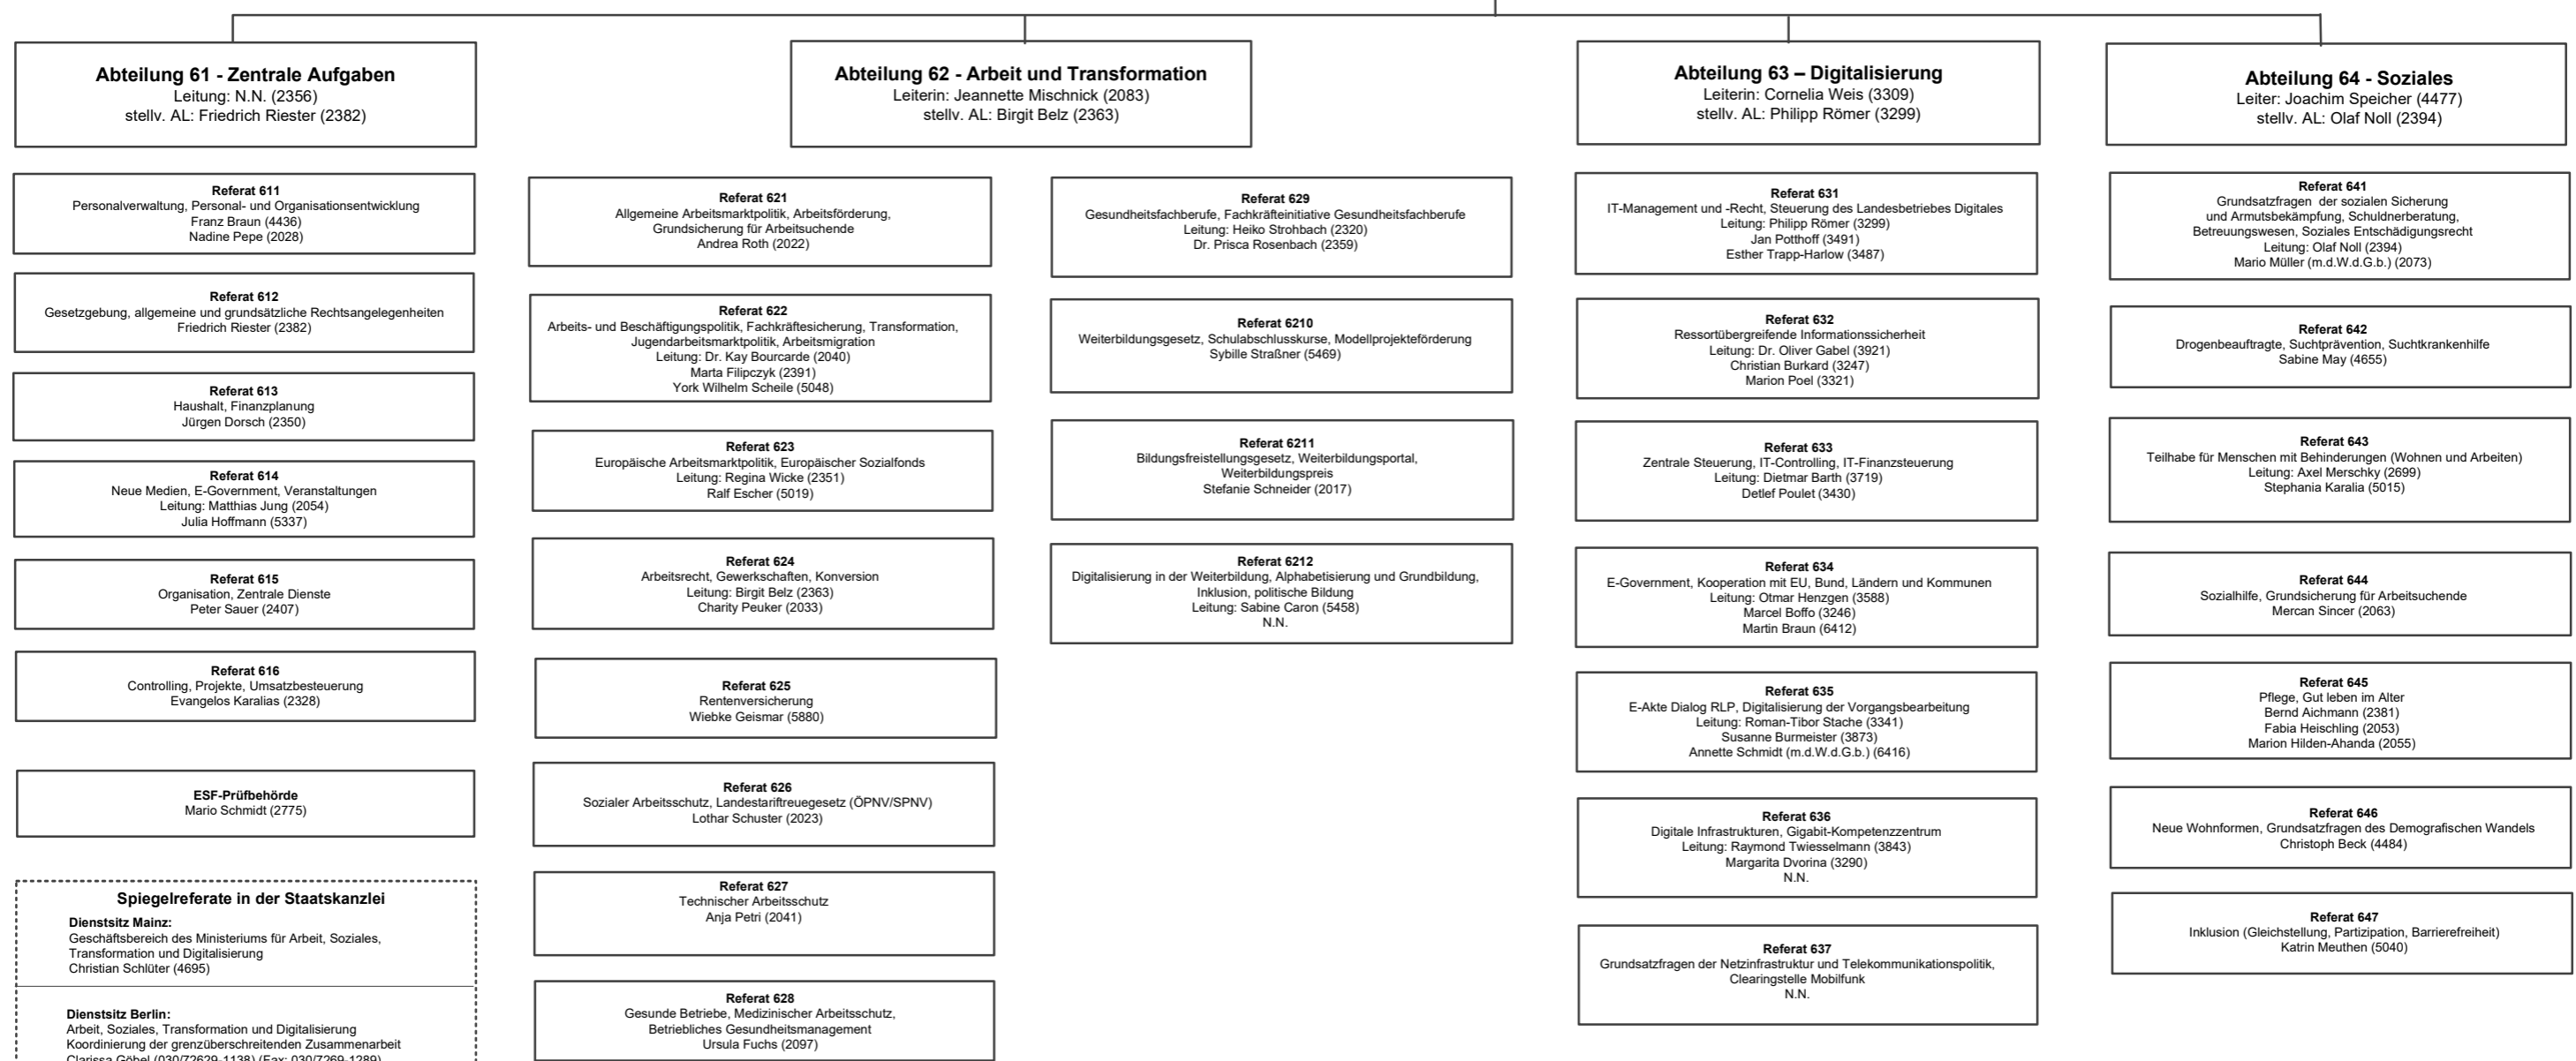 Abteilung 61 - Zentrale Aufgaben
Leitung: N.N. (2356)
stellv. AL: Friedrich Riester (2382)
Referat 611
Personalverwaltung, Personal- und Organisationsentwicklung
Franz Braun (4436)
Nadine Pepe (2028)
Referat 612
Gesetzgebung, allgemeine und grundsätzliche Rechtsangelegenheiten
Friedrich Riester (2382)
Referat 613
Haushalt, Finanzplanung
Jürgen Dorsch (2350)
Referat 614
Neue Medien, E-Government, Veranstaltungen
Leitung: Matthias Jung (2054)
Julia Hoffmann (5337)
Referat 615
Organisation, Zentrale Dienste
Peter Sauer (2407)
Referat 616
Controlling, Projekte, Umsatzbesteuerung
Evangelos Karalias (2328)
ESF-Prüfbehörde
Mario Schmidt (2775)
Spiegelreferate in der Staatskanzlei
Dienstsitz Mainz:
Geschäftsbereich des Ministeriums für Arbeit, Soziales,
Transformation und Digitalisierung
Christian Schlüter (4695)
Dienstsitz Berlin:
Arbeit, Soziales, Transformation und Digitalisierung
Koordinierung der grenzüberschreitenden Zusammenarbeit
Clarissa Göbel (030/72629-1138) (Fax: 030/7269-1289)
Abteilung 62 - Arbeit und Transformation
Leiterin: Jeannette Mischnick (2083)
stellv. AL: Birgit Belz (2363)
Referat 621
Allgemeine Arbeitsmarktpolitik, Arbeitsförderung,
Grundsicherung für Arbeitsuchende
Andrea Roth (2022)
Referat 622
Arbeits- und Beschäftigungspolitik, Fachkräftesicherung, Transformation,
Jugendarbeitsmarktpolitik, Arbeitsmigration
Leitung: Dr. Kay Bourcarde (2040)
Marta Filipczyk (2391)
York Wilhelm Scheile (5048)
Referat 623
Europäische Arbeitsmarktpolitik, Europäischer Sozialfonds
Leitung: Regina Wicke (2351)
Ralf Escher (5019)
Referat 624
Arbeitsrecht, Gewerkschaften, Konversion
Leitung: Birgit Belz (2363)
Charity Peuker (2033)
Referat 625
Rentenversicherung
Wiebke Geismar (5880)
Referat 626
Sozialer Arbeitsschutz, Landestariftreuegesetz (ÖPNV/SPNV)
Lothar Schuster (2023)
Referat 627
Technischer Arbeitsschutz
Anja Petri (2041)
Referat 628
Gesunde Betriebe, Medizinischer Arbeitsschutz,
Betriebliches Gesundheitsmanagement
Ursula Fuchs (2097)
Referat 629
Gesundheitsfachberufe, Fachkräfteinitiative Gesundheitsfachberufe
Leitung: Heiko Strohbach (2320)
Dr. Prisca Rosenbach (2359)
Referat 6210
Weiterbildungsgesetz, Schulabschlusskurse, Modellprojekteförderung
Sybille Straßner (5469)
Referat 6211
Bildungsfreistellungsgesetz, Weiterbildungsportal,
Weiterbildungspreis
Stefanie Schneider (2017)
Referat 6212
Digitalisierung in der Weiterbildung, Alphabetisierung und Grundbildung,
Inklusion, politische Bildung
Leitung: Sabine Caron (5458)
N.N.
Abteilung 63 – Digitalisierung
Leiterin: Cornelia Weis (3309)
stellv. AL: Philipp Römer (3299)
Referat 631
IT-Management und -Recht, Steuerung des Landesbetriebes Digitales
Leitung: Philipp Römer (3299)
Jan Potthoff (3491)
Esther Trapp-Harlow (3487)
Referat 632
Ressortübergreifende Informationssicherheit
Leitung: Dr. Oliver Gabel (3921)
Christian Burkard (3247)
Marion Poel (3321)
Referat 633
Zentrale Steuerung, IT-Controlling, IT-Finanzsteuerung
Leitung: Dietmar Barth (3719)
Detlef Poulet (3430)
Referat 634
E-Government, Kooperation mit EU, Bund, Ländern und Kommunen
Leitung: Otmar Henzgen (3588)
Marcel Boffo (3246)
Martin Braun (6412)
Referat 635
E-Akte Dialog RLP, Digitalisierung der Vorgangsbearbeitung
Leitung: Roman-Tibor Stache (3341)
Susanne Burmeister (3873)
Annette Schmidt (m.d.W.d.G.b.) (6416)
Referat 636
Digitale Infrastrukturen, Gigabit-Kompetenzzentrum
Leitung: Raymond Twiesselmann (3843)
Margarita Dvorina (3290)
N.N.
Referat 637
Grundsatzfragen der Netzinfrastruktur und Telekommunikationspolitik,
Clearingstelle Mobilfunk
N.N.
Abteilung 64 - Soziales
Leiter: Joachim Speicher (4477)
stellv. AL: Olaf Noll (2394)
Referat 641
Grundsatzfragen der sozialen Sicherung
und Armutsbekämpfung, Schuldnerberatung,
Betreuungswesen, Soziales Entschädigungsrecht
Leitung: Olaf Noll (2394)
Mario Müller (m.d.W.d.G.b.) (2073)
Referat 642
Drogenbeauftragte, Suchtprävention, Suchtkrankenhilfe
Sabine May (4655)
Referat 643
Teilhabe für Menschen mit Behinderungen (Wohnen und Arbeiten)
Leitung: Axel Merschky (2699)
Stephania Karalia (5015)
Referat 644
Sozialhilfe, Grundsicherung für Arbeitsuchende
Mercan Sincer (2063)
Referat 645
Pflege, Gut leben im Alter
Bernd Aichmann (2381)
Fabia Heischling (2053)
Marion Hilden-Ahanda (2055)
Referat 646
Neue Wohnformen, Grundsatzfragen des Demografischen Wandels
Christoph Beck (4484)
Referat 647
Inklusion (Gleichstellung, Partizipation, Barrierefreiheit)
Katrin Meuthen (5040)